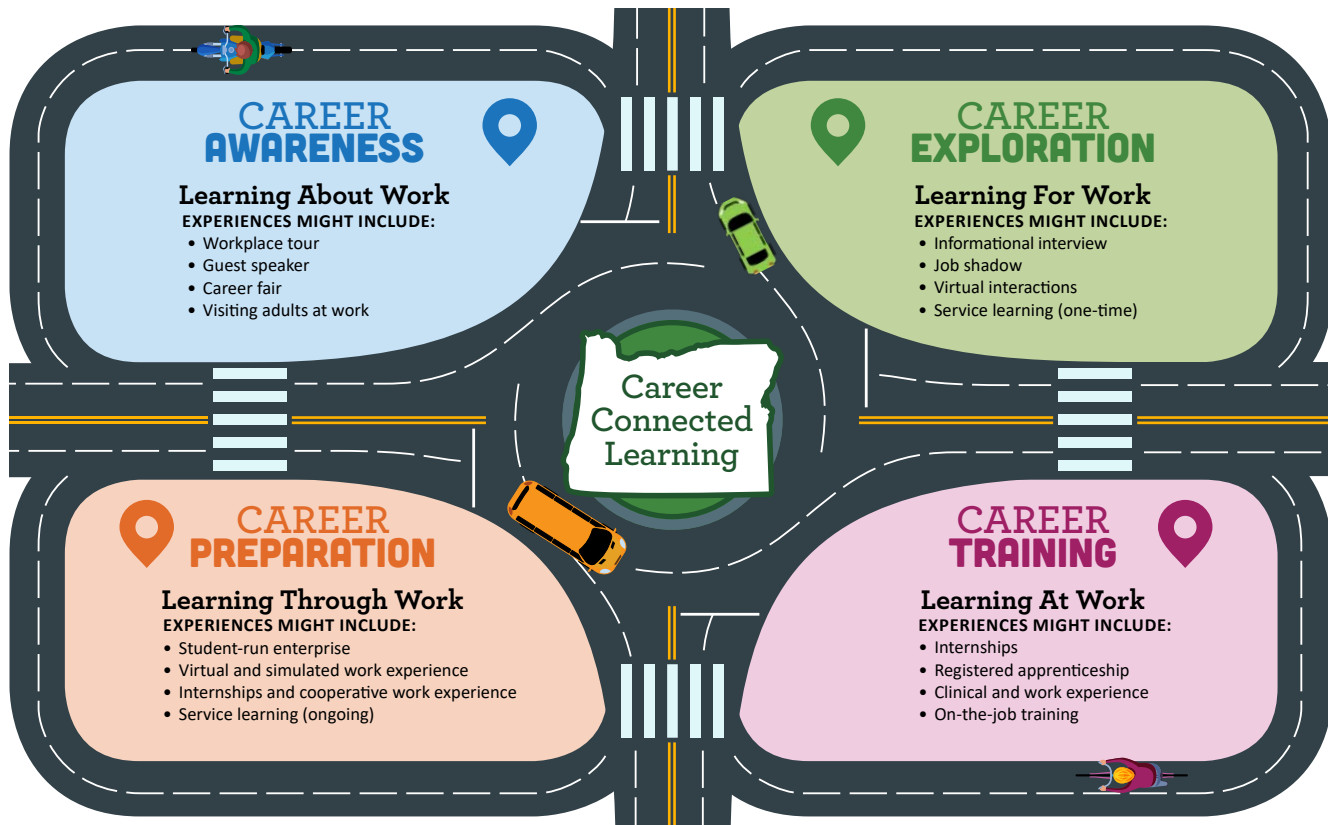 CAREER
AWARENESS
Learning About Work
EXPERIENCES MIGHT INCLUDE:
• Workplace tour
• Guest speaker
• Career fair
• Visiting adults at work
CAREER
EXPLORATION
Learning For Work
EXPERIENCES MIGHT INCLUDE:
• Informational interview
• Job shadow
• Virtual interactions
• Service learning (one-time)
Career
Connected
Learning
CAREER
PREPARATION
Learning Through Work
EXPERIENCES MIGHT INCLUDE:
• Student-run enterprise
• Virtual and simulated work experience
• Internships and cooperative work experience
• Service learning (ongoing)
CAREER
TRAINING
Learning At Work
EXPERIENCES MIGHT INCLUDE:
• Internships
• Registered apprenticeship
• Clinical and work experience
• On-the-job training